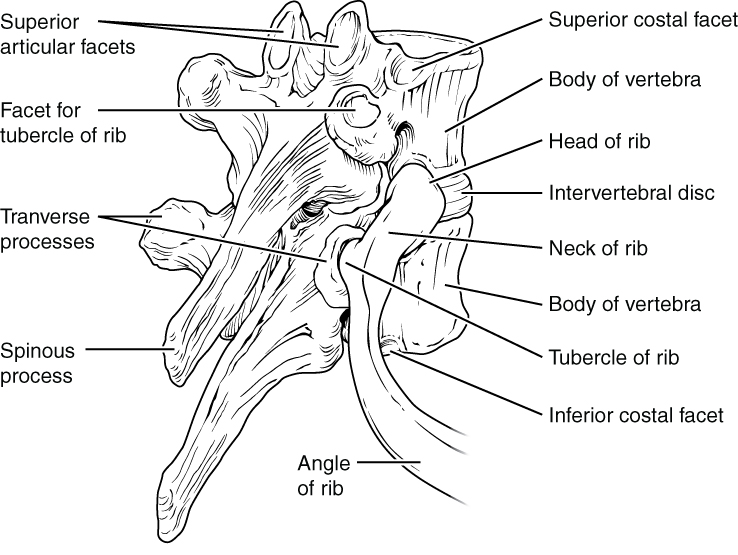 Superior
articular facets
Facet for
tubercle of rib
Tranverse
processes
Spinous
process
Angle
of rib
Superior costal facet
Body of vertebra
Head of rib
Intervertebral disc
Neck of rib
Body of vertebra
Tubercle of rib
Inferior costal facet